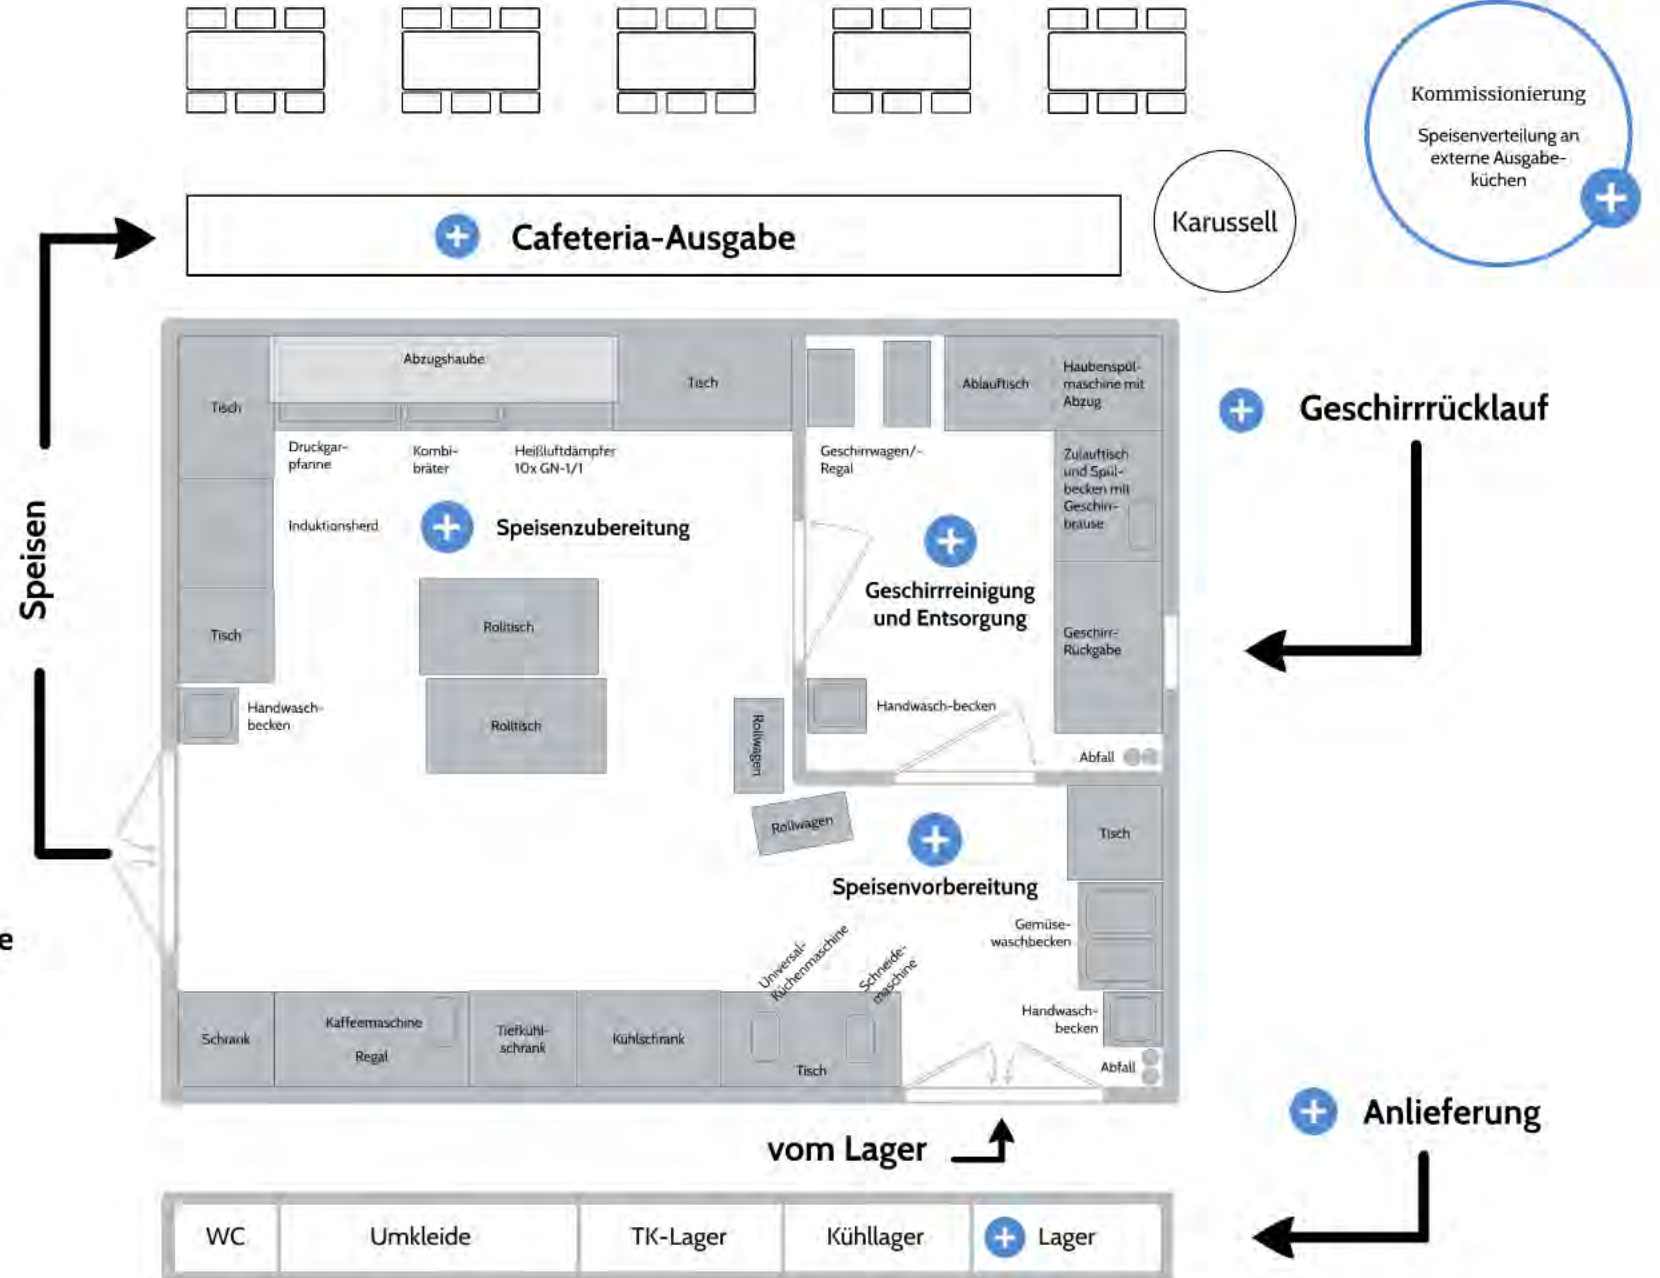 Kommissionierung
Speisenverteilung an
externe Ausgabe-
küchen
Karussell
Cafeteria-Ausgabe
Speisen
Abzugshaube
Tisch
Tisch
Druckgar-
pfanne
Kombi-
bräter
Heißluftdämpfer
10x GN-1/1
Induktionsherd
Speisenzubereitung
Tisch
Rolltisch
Rolltisch
Handwasch-
becken
Rollwagen
Rollwagen
Geschirrwagen/-
Regal
Ablauftisch
Haubenspül-
maschine mit
Abzug
Zulauftisch
und Spül-
becken mit
Geschirr-
brause
Geschirrreinigung
und Entsorgung
Geschirr-
Rückgabe
Handwasch-becken
Abfall
Geschirrrücklauf
Speisenvorbereitung
Tisch
Gemüse-
waschbecken
Handwasch-
becken
Abfall
Universal-
Küchenmaschine
Schneide-
maschine
Schrank
Kaffeemaschine
Regal
Tiefkühl-
schrank
Kühlschrank
Tisch
e
vom Lager
Anlieferung
WC
Umkleide
TK-Lager
Kühllager
Lager